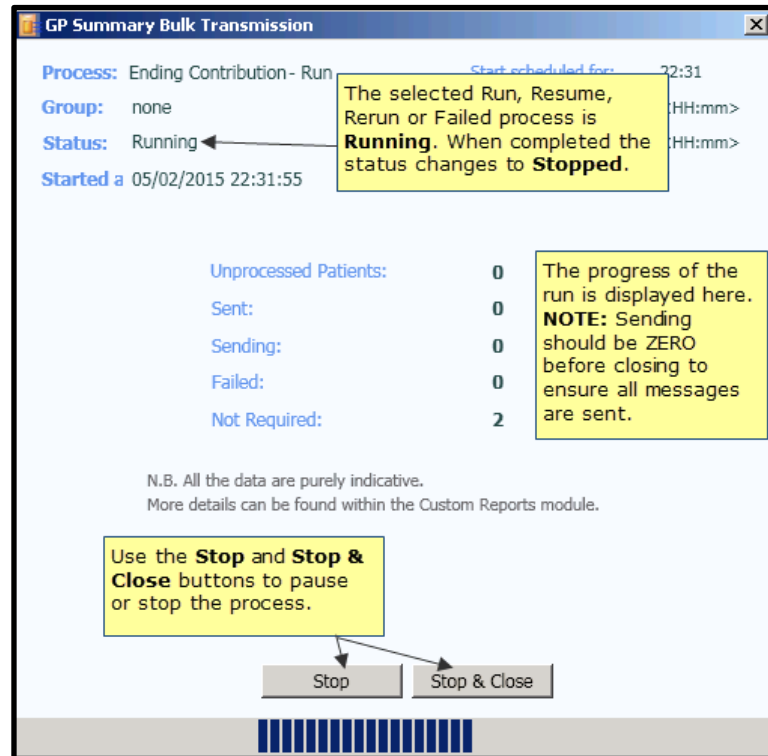 GP Summary Bulk Transmission
Process: Ending Contribution - Run Start scheduled for: 22:31
Group: none :HH:mm>
Status: Running :HH:mm>
Started a 05/02/2015 22:31:55
The selected Run, Resume,
Rerun or Failed process is
Running. When completed the
status changes to Stopped.
Unprocessed Patients: 0
Sent: 0
Sending: 0
Failed: 0
Not Required: 2
The progress of the
run is displayed here.
NOTE: Sending
should be ZERO
before closing to
ensure all messages
are sent.
N.B. All the data are purely indicative.
More details can be found within the Custom Reports module.
Use the Stop and Stop &
Close buttons to pause
or stop the process.
Stop Stop & Close